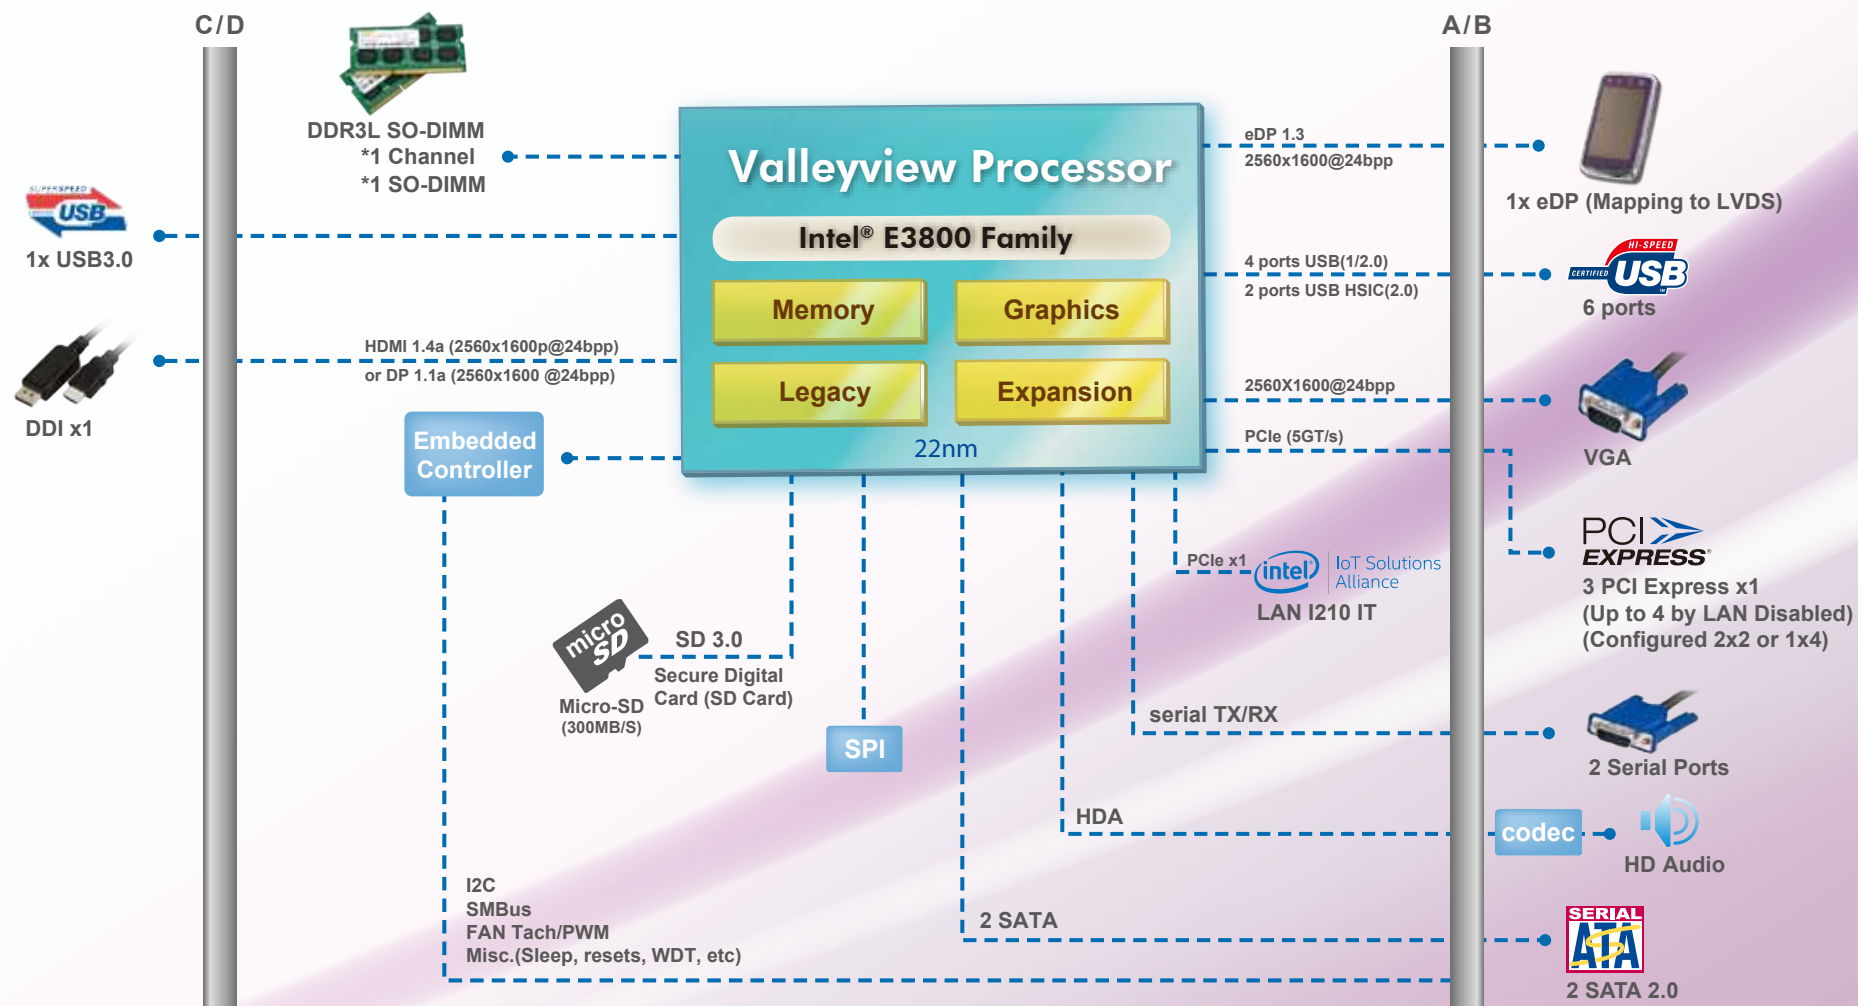 C/D
A/B
DDR3L SO-DIMM
*1 Channel
*1 SO-DIMM
SUPERSPEED
CERTIFIED
USB
1x USB3.0
HDMI 1.4a (2560x1600p@24bpp)
or DP 1.1a (2560x1600 @24bpp)
DDI x1
Embedded
Controller
Valleyview Processor
Intel® E3800 Family
Memory
Graphics
Legacy
Expansion
22nm
eDP 1.3
2560x1600@24bpp
1x eDP (Mapping to LVDS)
4 ports USB(1/2.0)
2 ports USB HSIC(2.0)
HI-SPEED
CERTIFIED
USB
™
6 ports
2560X1600@24bpp
VGA
PCIe (5GT/s)
PCI
EXPRESS®
3 PCI Express x1
(Up to 4 by LAN Disabled)
(Configured 2x2 or 1x4)
PCIe x1
intel®
IoT Solutions
Alliance
LAN I210 IT
micro
SD
SD 3.0
Secure Digital
Card (SD Card)
Micro-SD
(300MB/S)
SPI
serial TX/RX
2 Serial Ports
HDA
codec
HD Audio
I2C
SMBus
FAN Tach/PWM
Misc.(Sleep, resets, WDT, etc)
2 SATA
SERIAL
ATA
2 SATA 2.0